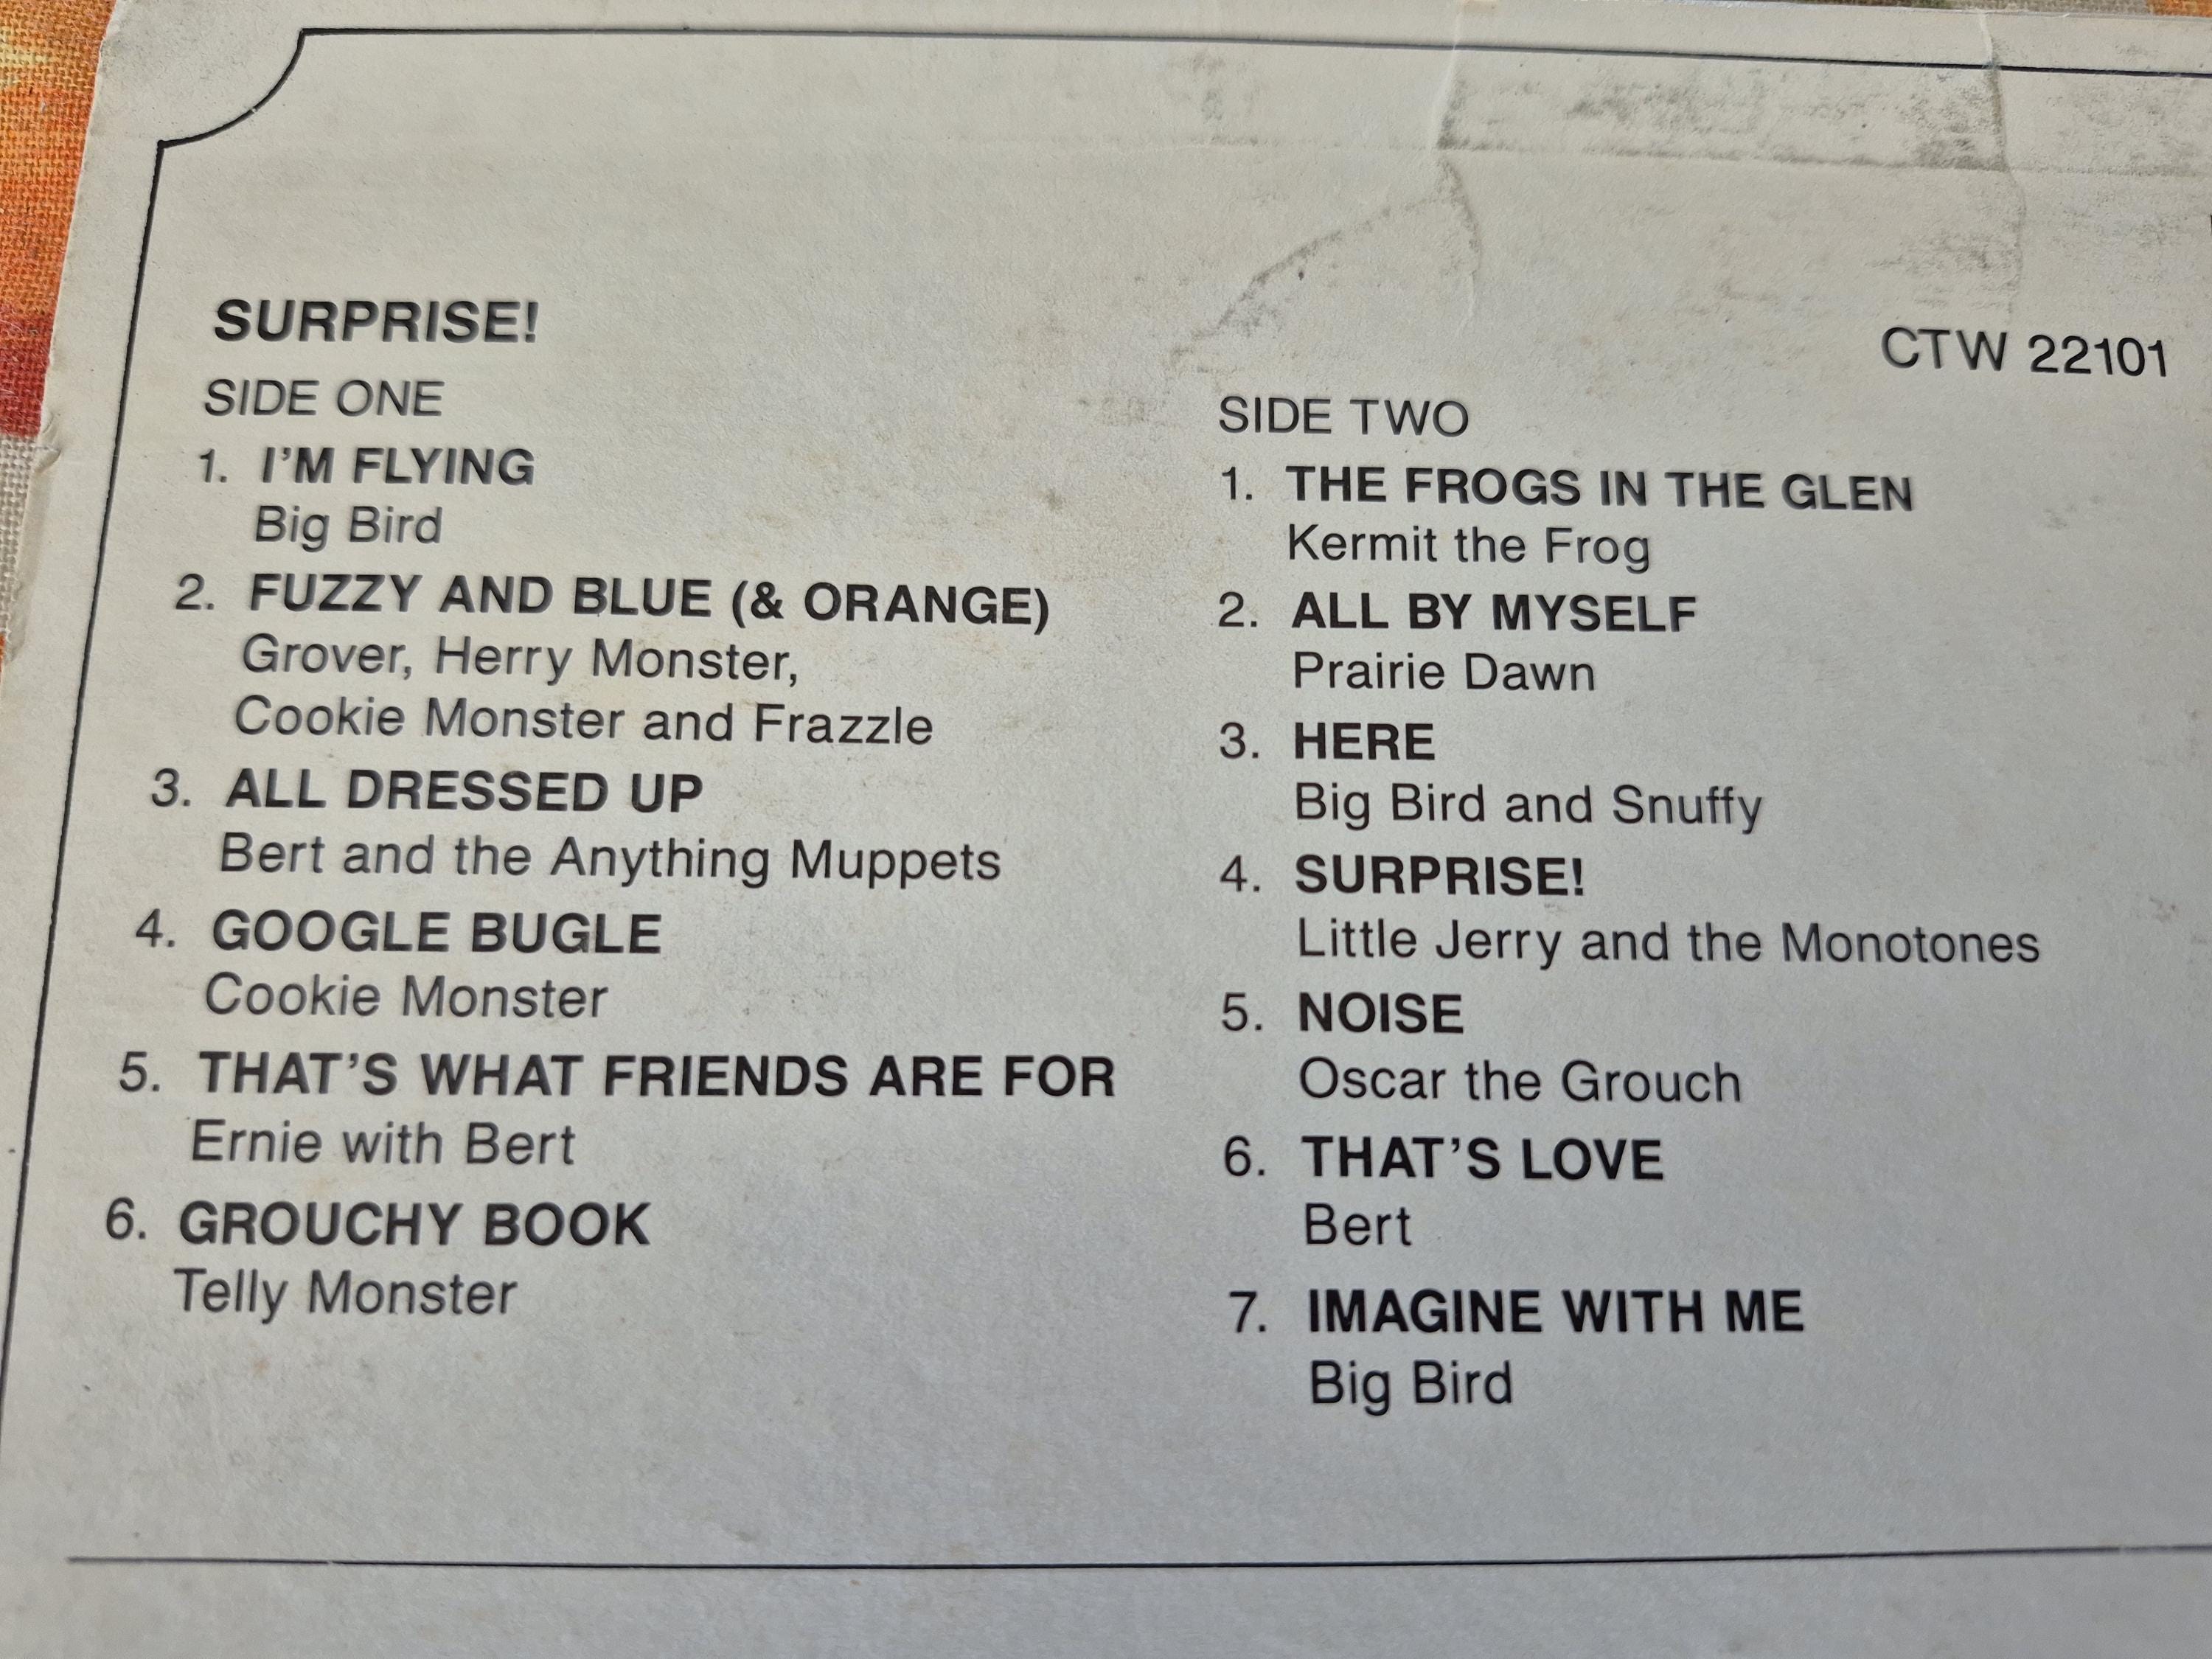 SURPRISE!
CTW 22101
SIDE ONE
1. I'M FLYING
Big Bird
2. FUZZY AND BLUE (& ORANGE)
Grover, Herry Monster,
Cookie Monster and Frazzle
3. ALL DRESSED UP
Bert and the Anything Muppets
4. GOOGLE BUGLE
Cookie Monster
5. THAT'S WHAT FRIENDS ARE FOR
Ernie with Bert
6. GROUCHY BOOK
Telly Monster
SIDE TWO
1. THE FROGS IN THE GLEN
Kermit the Frog
2. ALL BY MYSELF
Prairie Dawn
3. HERE
Big Bird and Snuffy
4. SURPRISE!
Little Jerry and the Monotones
5. NOISE
Oscar the Grouch
6. THAT'S LOVE
Bert
7. IMAGINE WITH ME
Big Bird